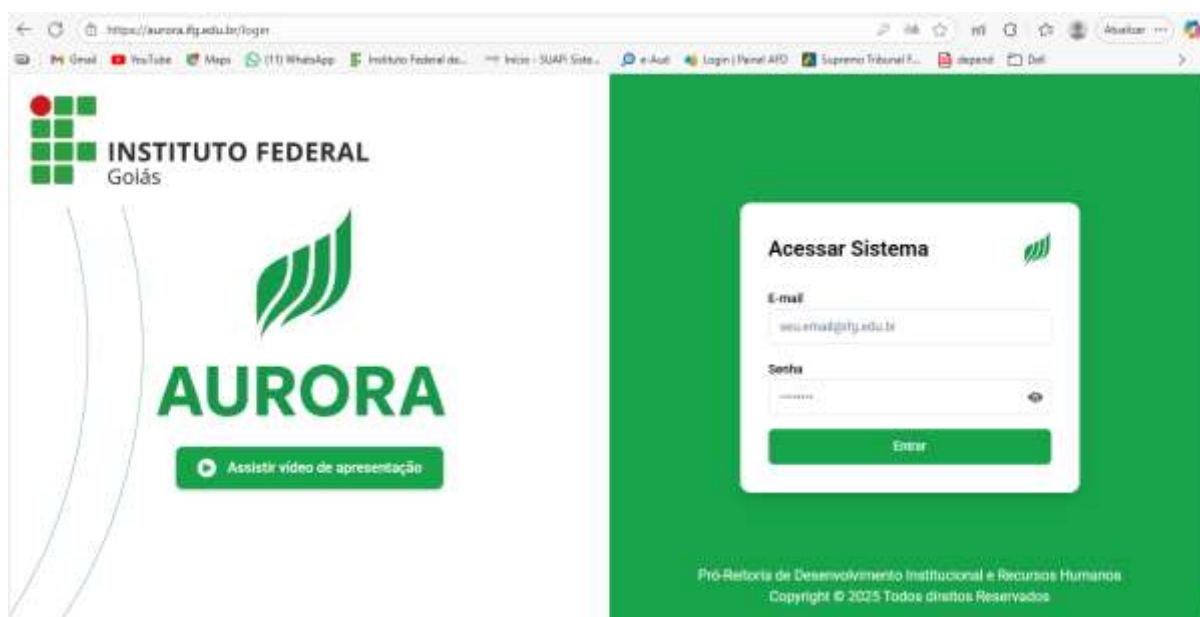 https://aurora.ifg.edu.br/login
Gmail YouTube Maps (11) WhatsApp Instituto Federal de... Início - SUAP: Siste... e-Aud Login | Painel AFD Supremo Tribunal F... depend Dell
INSTITUTO FEDERAL
Goiás
AURORA
Assistir vídeo de apresentação
Acessar Sistema
E-mail
seu.email@ifg.edu.br
Senha
Entrar
Pró-Reitoria de Desenvolvimento Institucional e Recursos Humanos
Copyright © 2025 Todos direitos Reservados